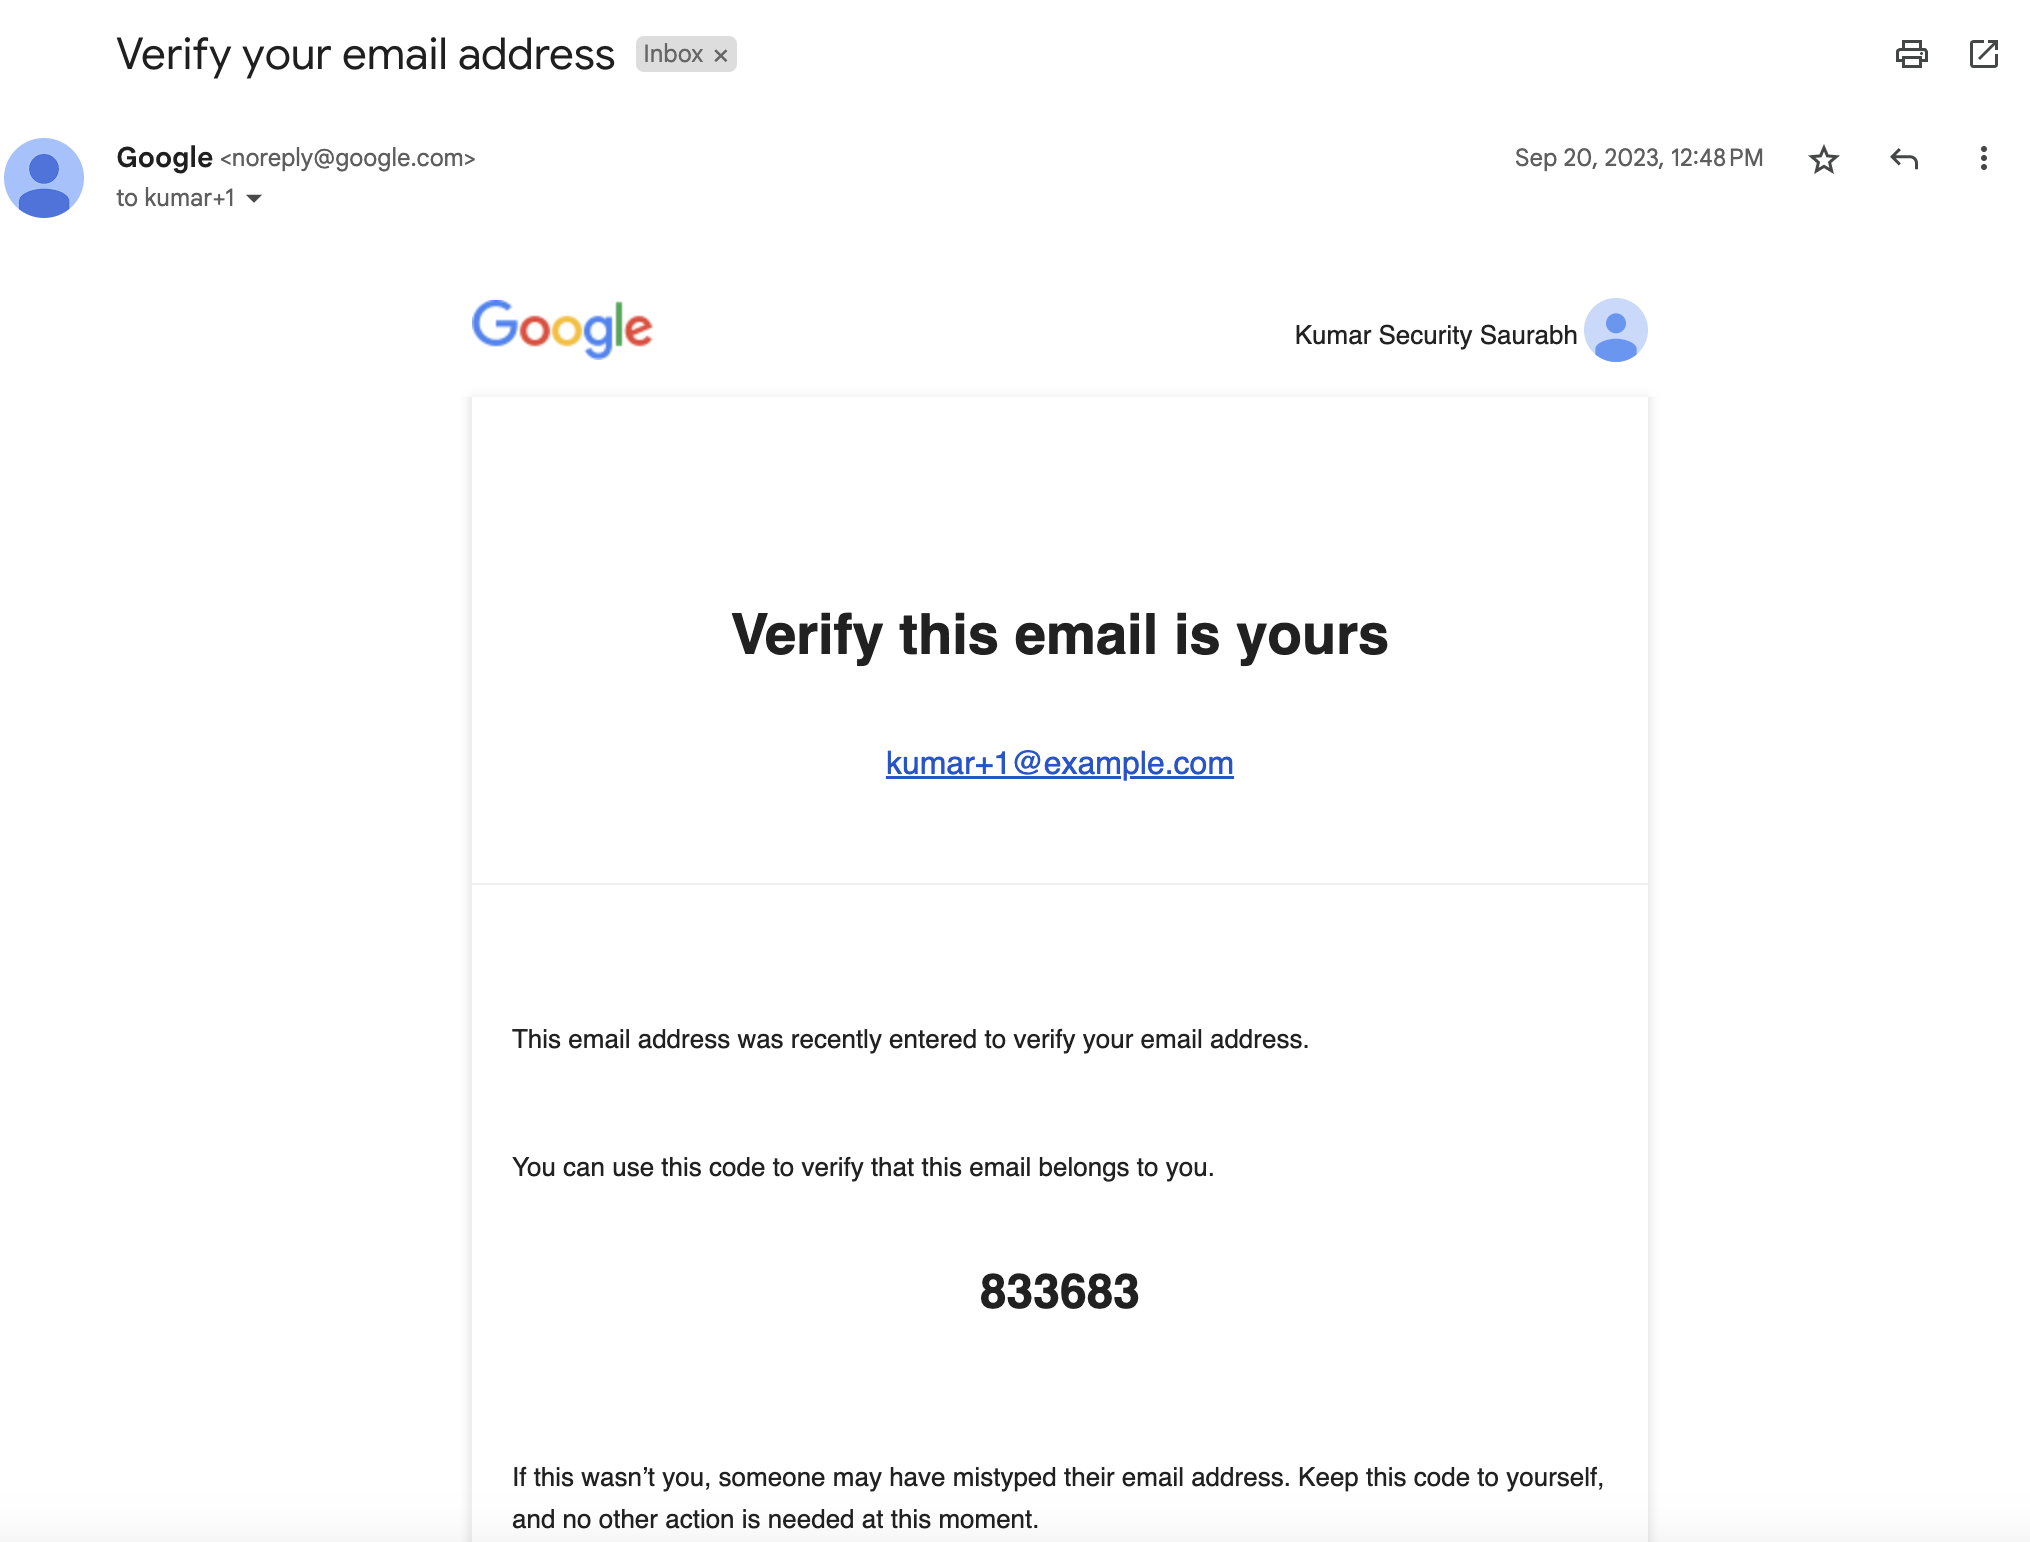 Verify your email address Inbox ×
Google <noreply@google.com> Sep 20, 2023, 12:48 PM
to kumar+1
Google Kumar Security Saurabh
Verify this email is yours
kumar+1@example.com
This email address was recently entered to verify your email address.
You can use this code to verify that this email belongs to you.
833683
If this wasn’t you, someone may have mistyped their email address. Keep this code to yourself,
and no other action is needed at this moment.